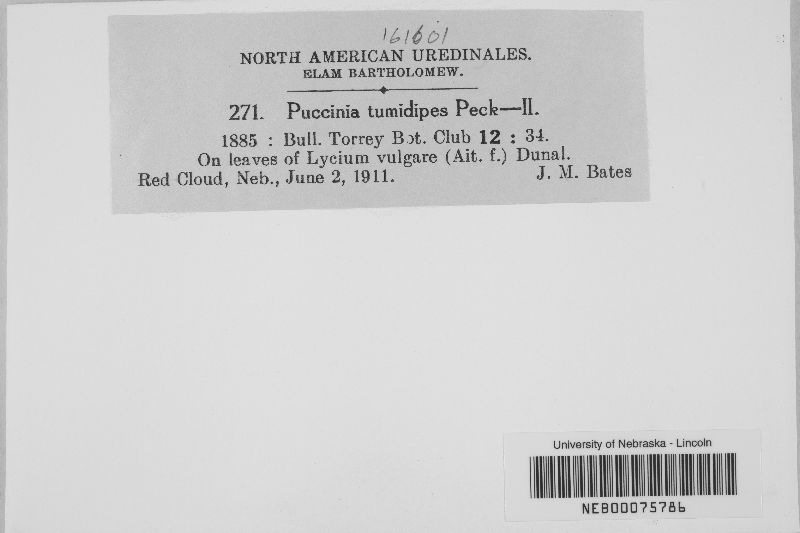 161601
NORTH AMERICAN UREDINALES.
ELAM BARTHOLOMEW.
271. Puccinia tumidipes Peck—II.
1885 : Bull. Torrey Bot. Club 12 : 34.
On leaves of Lycium vulgare (Ait. f.) Dunal.
Red Cloud, Neb., June 2, 1911. J. M. Bates
University of Nebraska - Lincoln
NEB00075786